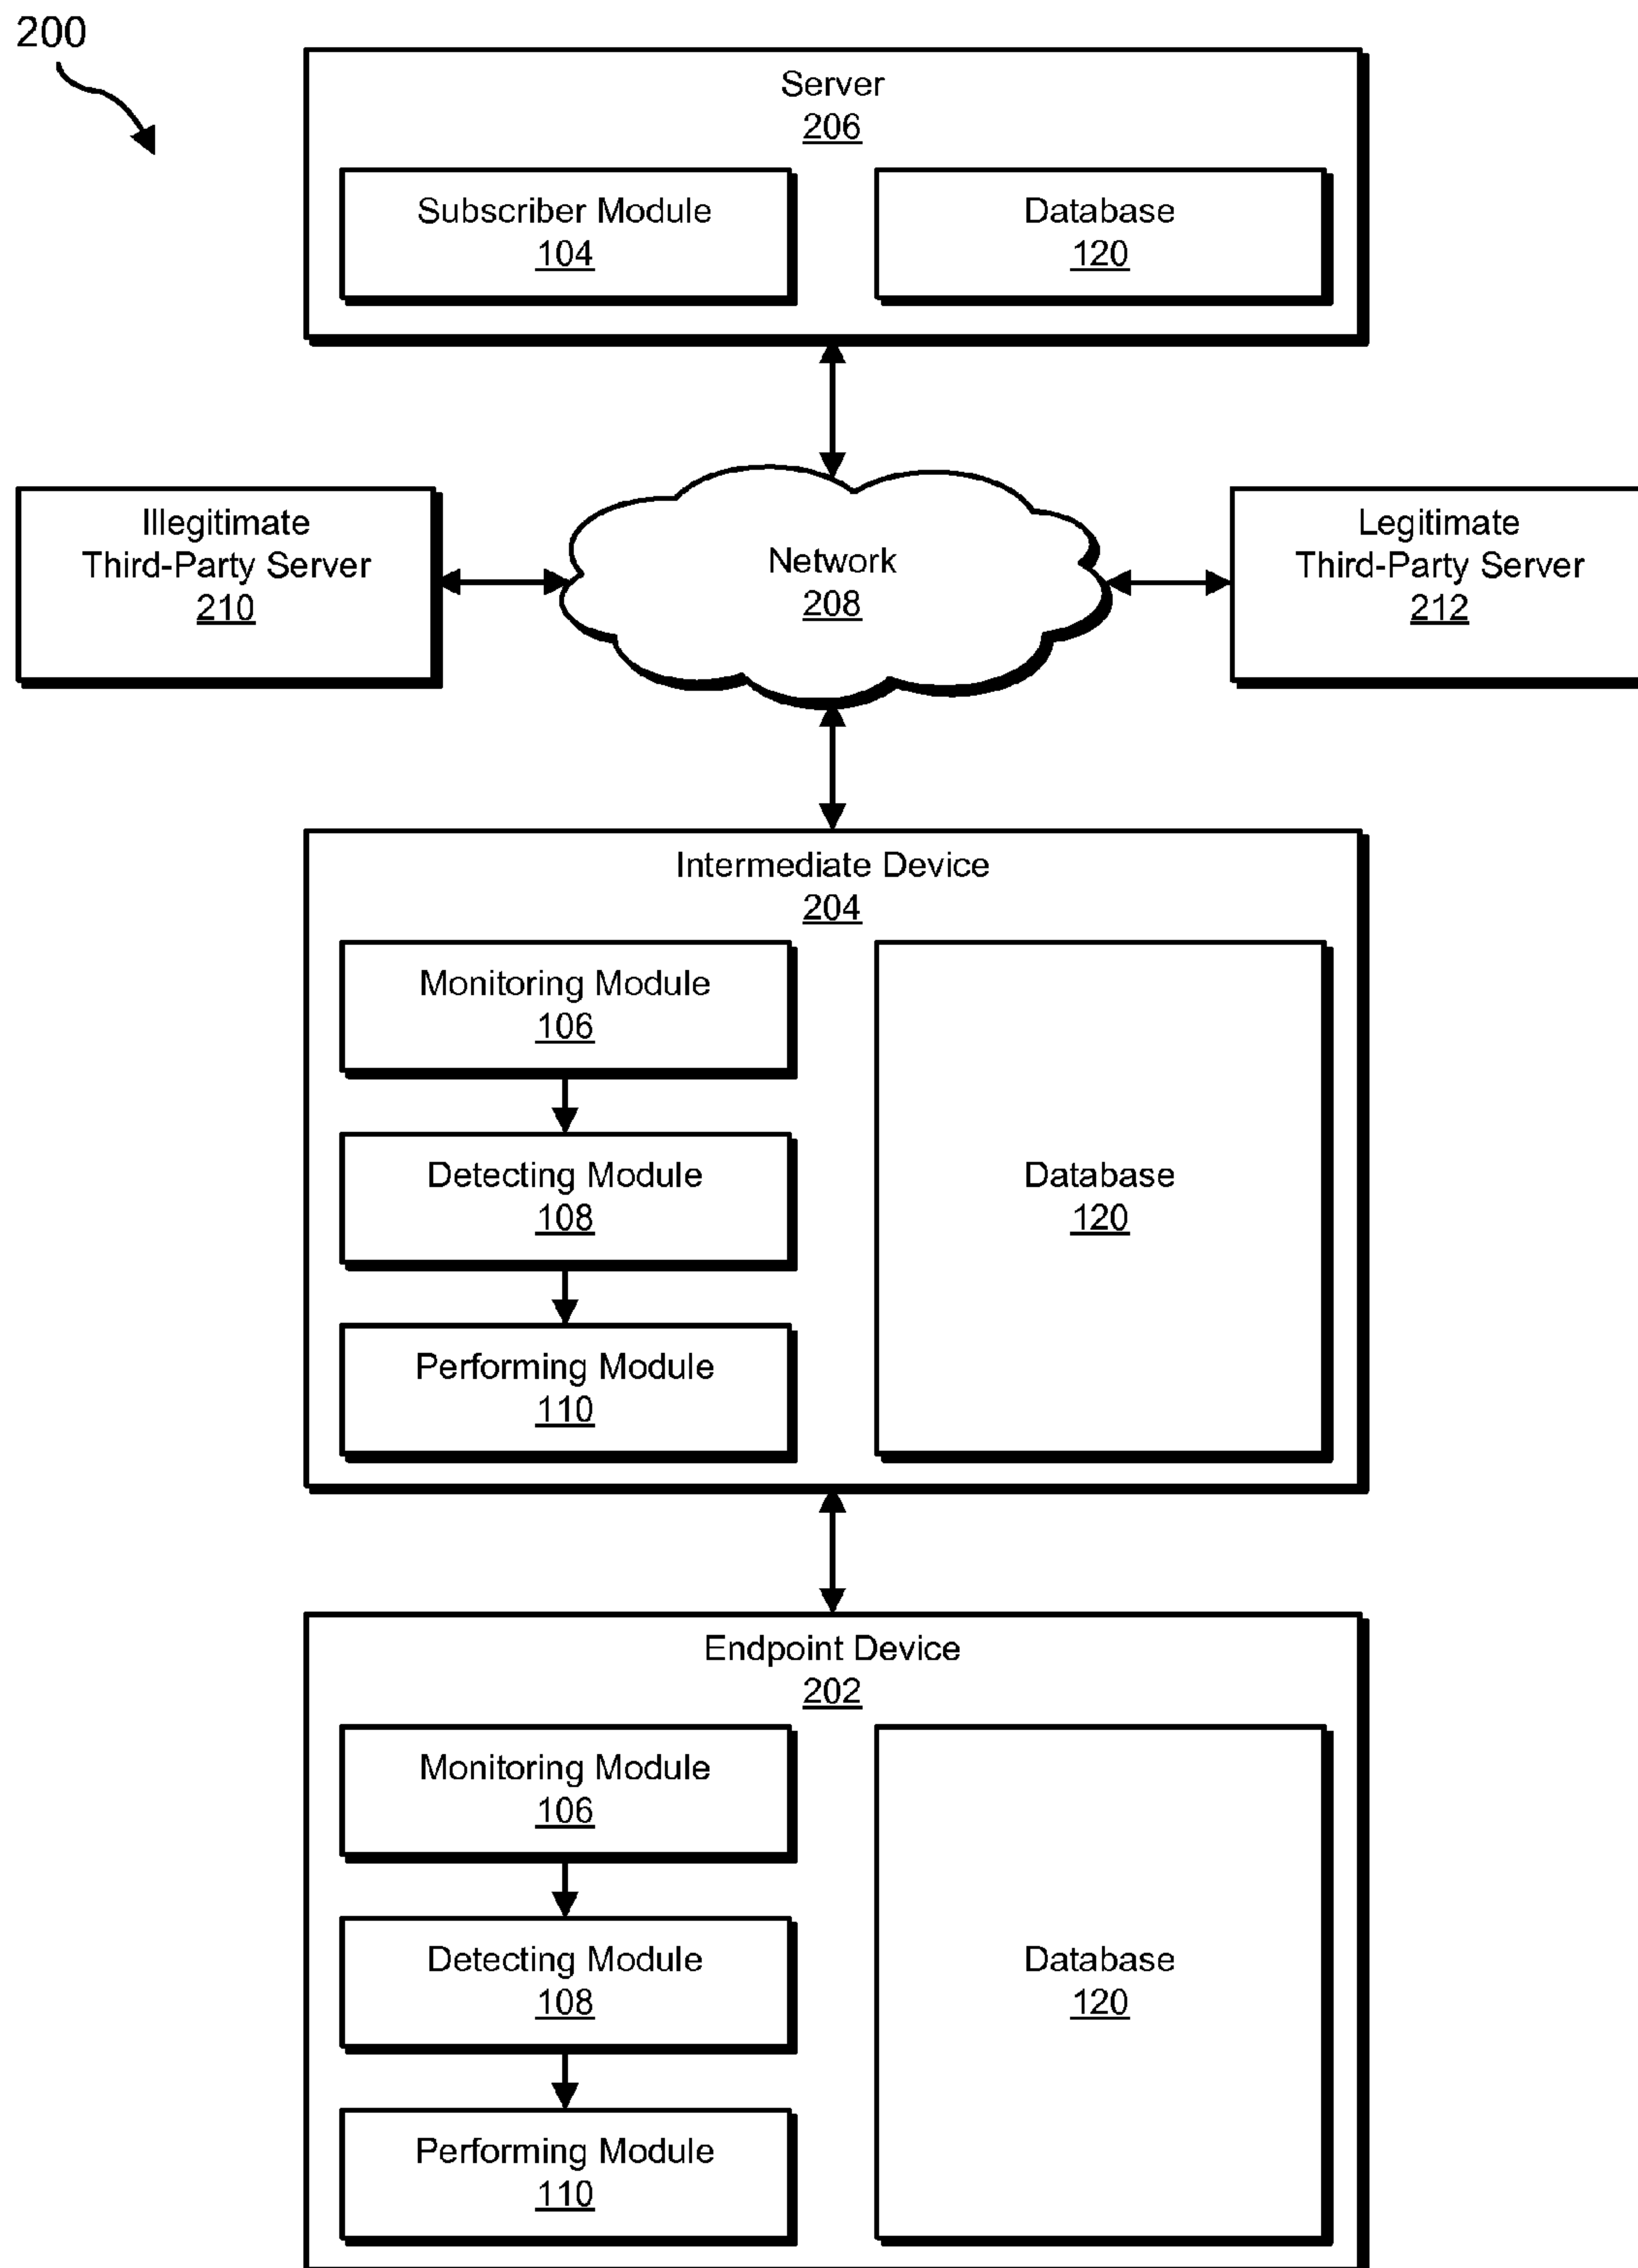 200
Server
206
Subscriber Module
104
Database
120
Illegitimate
Third-Party Server
210
Network
208
Legitimate
Third-Party Server
212
Intermediate Device
204
Monitoring Module
106
Detecting Module
108
Performing Module
110
Database
120
Endpoint Device
202
Monitoring Module
106
Detecting Module
108
Performing Module
110
Database
120